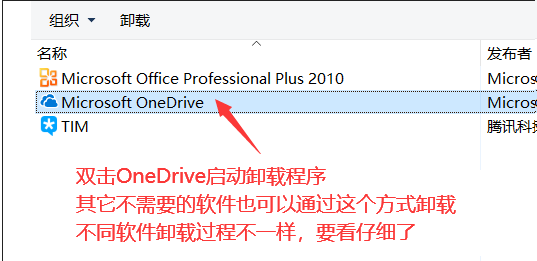 组织 卸载
名称 发布者
Microsoft Office Professional Plus 2010 Micros
Microsoft OneDrive Micros
TIM 腾讯科
双击OneDrive启动卸载程序
其它不需要的软件也可以通过这个方式卸载
不同软件卸载过程不一样，要看仔细了